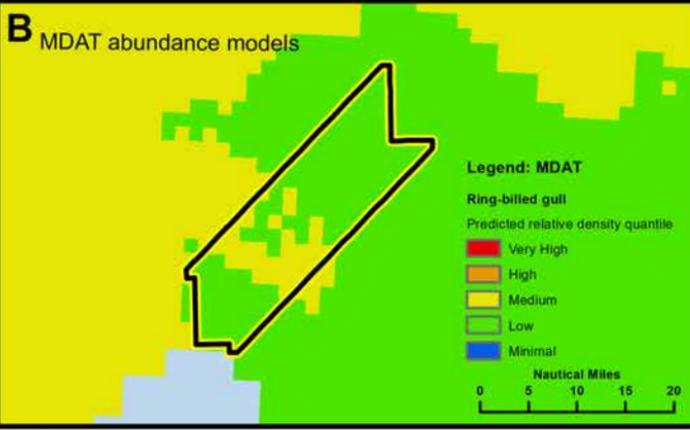 B MDAT abundance models
Legend: MDAT
Ring-billed gull
Predicted relative density quantile
Very High
High
Medium
Low
Minimal
Nautical Miles
0 5 10 15 20